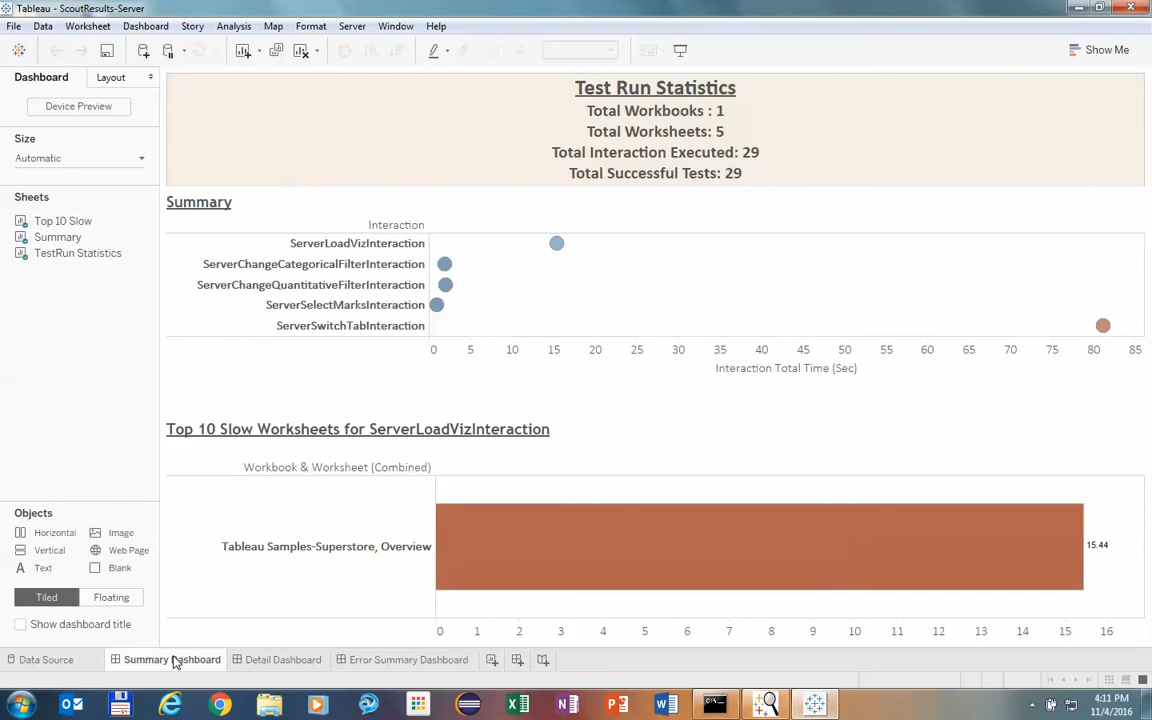 Tableau - ScoutResults-Server
File Data Worksheet Dashboard Story Analysis Map Format Server Window Help
Show Me
Dashboard Layout
Device Preview
Size
Automatic
Sheets
Top 10 Slow
Summary
TestRun Statistics
Objects
Horizontal Image
Vertical Web Page
A Text Blank
Tiled Floating
Show dashboard title
Test Run Statistics
Total Workbooks : 1
Total Worksheets: 5
Total Interaction Executed: 29
Total Successful Tests: 29
Summary
Interaction
ServerLoadVizInteraction
ServerChangeCategoricalFilterInteraction
ServerChangeQuantitativeFilterInteraction
ServerSelectMarksInteraction
ServerSwitchTabInteraction
0 5 10 15 20 25 30 35 40 45 50 55 60 65 70 75 80 85
Interaction Total Time (Sec)
Top 10 Slow Worksheets for ServerLoadVizInteraction
Workbook & Worksheet (Combined)
Tableau Samples-Superstore, Overview
15.44
0 1 2 3 4 5 6 7 8 9 10 11 12 13 14 15 16
Data Source Summary Dashboard Detail Dashboard Error Summary Dashboard
4:11 PM
11/4/2016